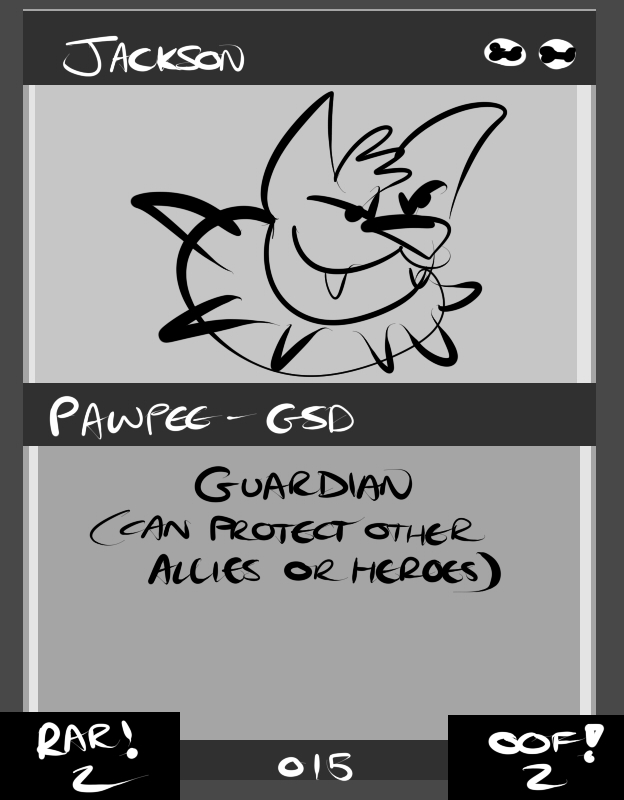 JACKSON
PAWPEE - GSD
GUARDIAN
(CAN PROTECT OTHER
ALLIES OR HEROES)
RAR!
2
015
OOF!
2